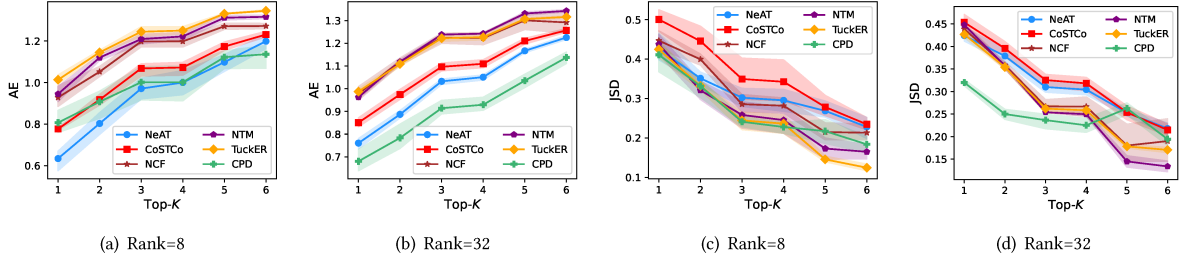 AE
1.2
1.0
0.8
0.6
1 2 3 4 5 6
Top-K
NeAT
CoSTCo
NCF
NTM
TuckER
CPD
(a) Rank=8
AE
1.3
1.2
1.1
1.0
0.9
0.8
0.7
1 2 3 4 5 6
Top-K
NeAT
CoSTCo
NCF
NTM
TuckER
CPD
(b) Rank=32
JSD
0.5
0.4
0.3
0.2
0.1
1 2 3 4 5 6
Top-K
NeAT
CoSTCo
NCF
NTM
TuckER
CPD
(c) Rank=8
JSD
0.45
0.40
0.35
0.30
0.25
0.20
0.15
1 2 3 4 5 6
Top-K
NeAT
CoSTCo
NCF
NTM
TuckER
CPD
(d) Rank=32